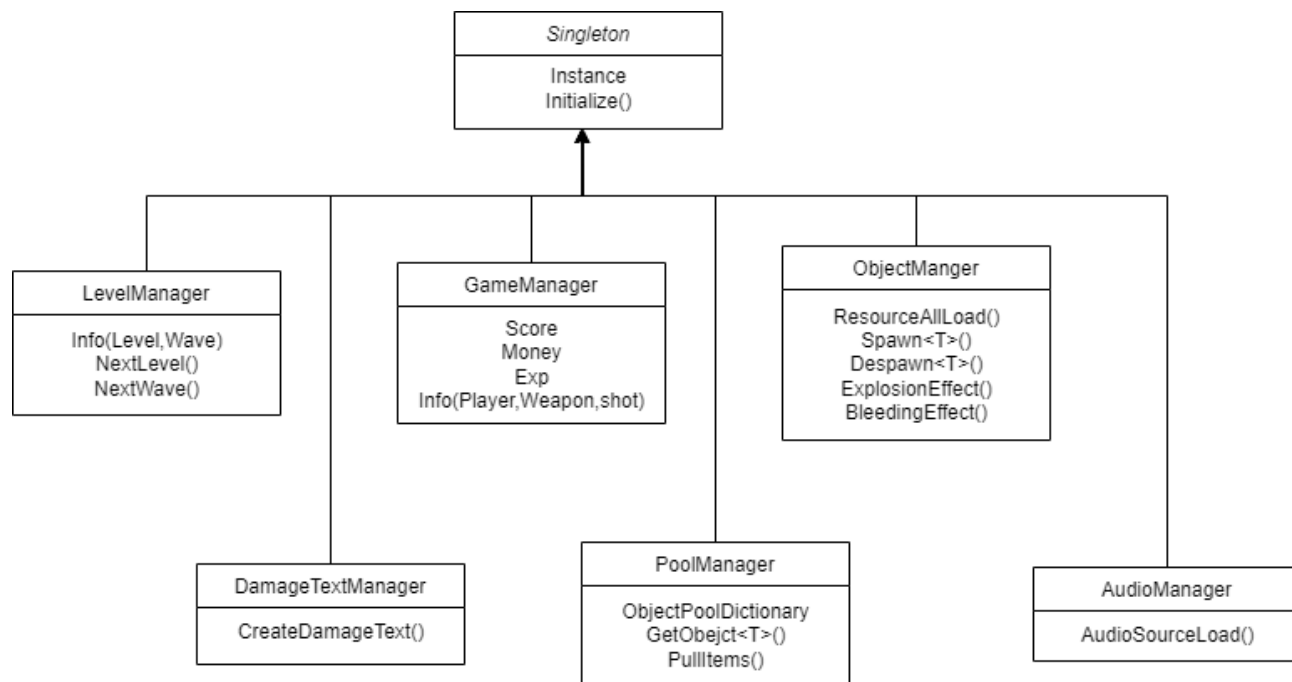 Singleton
Instance
Initialize()
LevelManager
Info(Level,Wave)
NextLevel()
NextWave()
GameManager
Score
Money
Exp
Info(Player,Weapon,shot)
ObjectManger
ResourceAllLoad()
Spawn<T>()
Despawn<T>()
ExplosionEffect()
BleedingEffect()
DamageTextManager
CreateDamageText()
PoolManager
ObjectPoolDictionary
GetObejct<T>()
PullItems()
AudioManager
AudioSourceLoad()